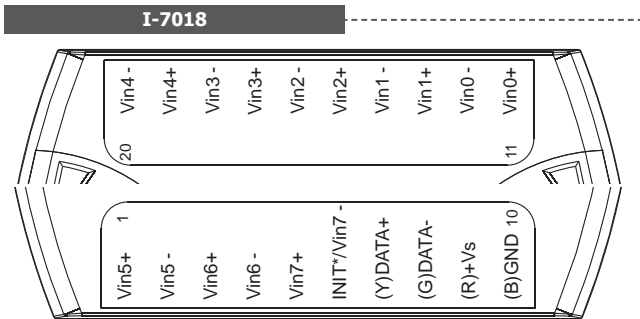 I-7018
Vin4 -
Vin4+
Vin3 -
Vin3+
Vin2 -
Vin2+
Vin1 -
Vin1+
Vin0 -
Vin0+
20
11
1
10
Vin5+
Vin5 -
Vin6+
Vin6 -
Vin7+
INIT*/Vin7 -
(Y)DATA+
(G)DATA-
(R)+Vs
(B)GND